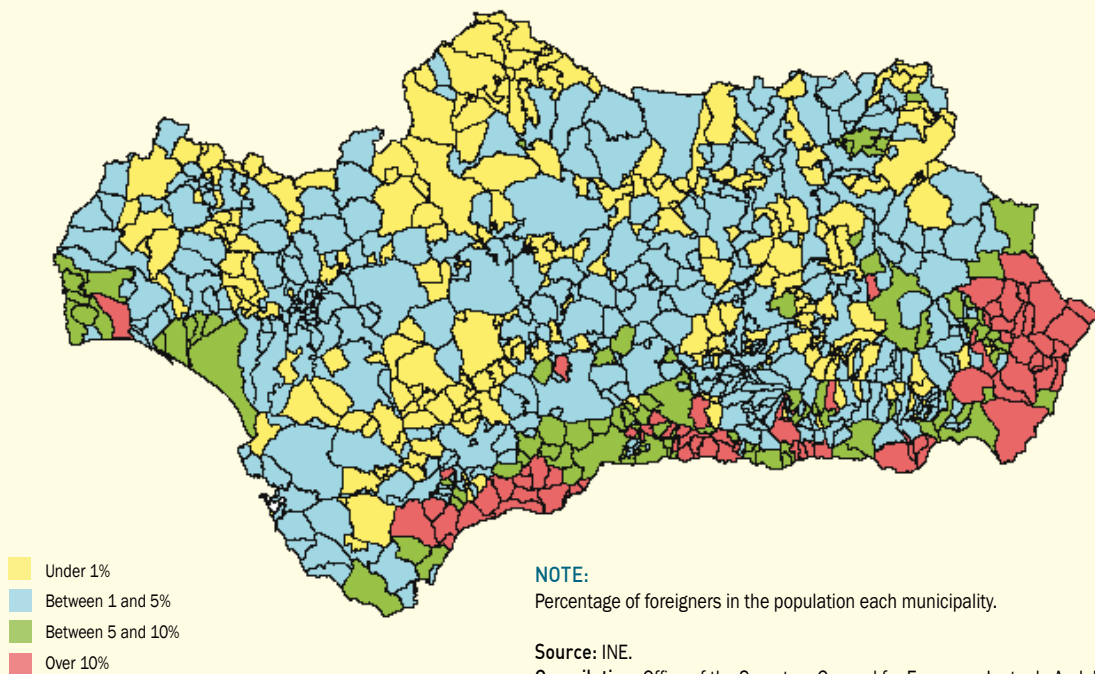 Under 1%
Between 1 and 5%
Between 5 and 10%
Over 10%
NOTE:
Percentage of foreigners in the population each municipality.
Source: INE.